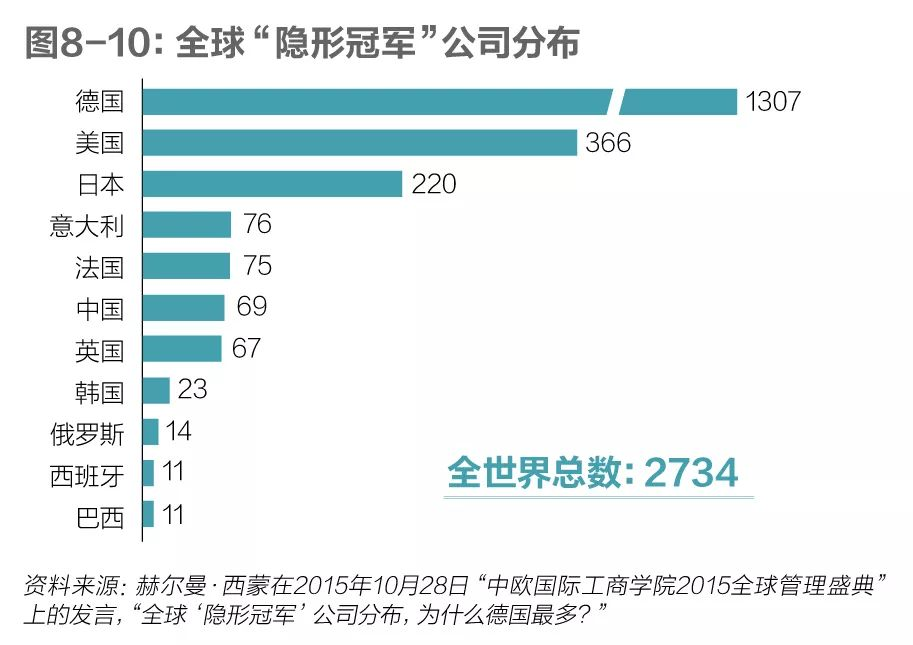 图8-10：全球“隐形冠军”公司分布
德国 1307
美国 366
日本 220
意大利 76
法国 75
中国 69
英国 67
韩国 23
俄罗斯 14
西班牙 11
巴西 11
全世界总数：2734
资料来源：赫尔曼·西蒙在2015年10月28日“中欧国际工商学院2015全球管理盛典”
上的发言，“全球‘隐形冠军’公司分布，为什么德国最多？”